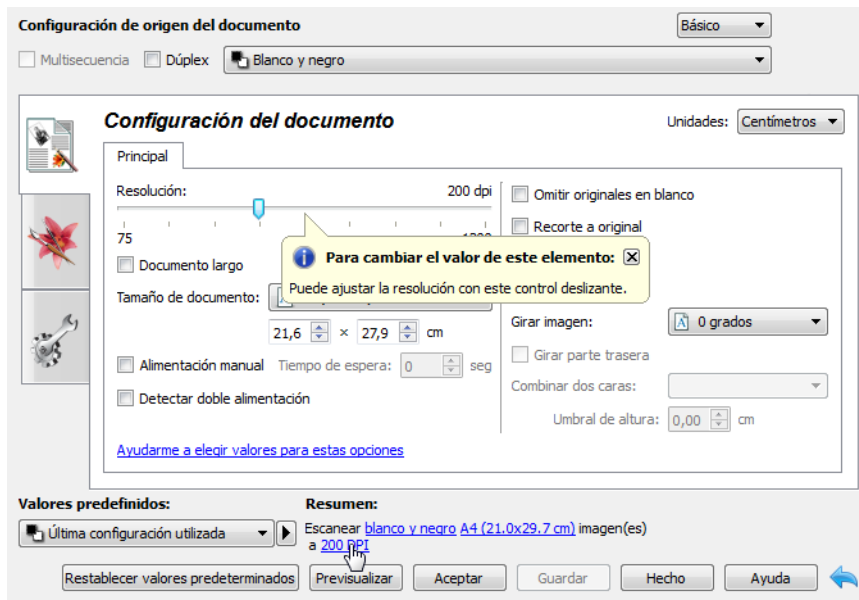 Configuración de origen del documento
Básico
Multisecuencia
Dúplex
Blanco y negro
Configuración del documento
Unidades:
Centímetros
Principal
Resolución:
200 dpi
75
Omitir originales en blanco
Recorte a original
Para cambiar el valor de este elemento:
Puede ajustar la resolución con este control deslizante.
Documento largo
Tamaño de documento:
21,6 × 27,9 cm
Girar imagen:
0 grados
Alimentación manual
Tiempo de espera:
0
seg
Girar parte trasera
Detectar doble alimentación
Combinar dos caras:
Umbral de altura:
0,00
cm
Ayudarme a elegir valores para estas opciones
Valores predefinidos:
Resumen:
Última configuración utilizada
Escanear blanco y negro A4 (21.0x29.7 cm) imagen(es)
a 200 DPI
Restablecer valores predeterminados
Previsualizar
Aceptar
Guardar
Hecho
Ayuda